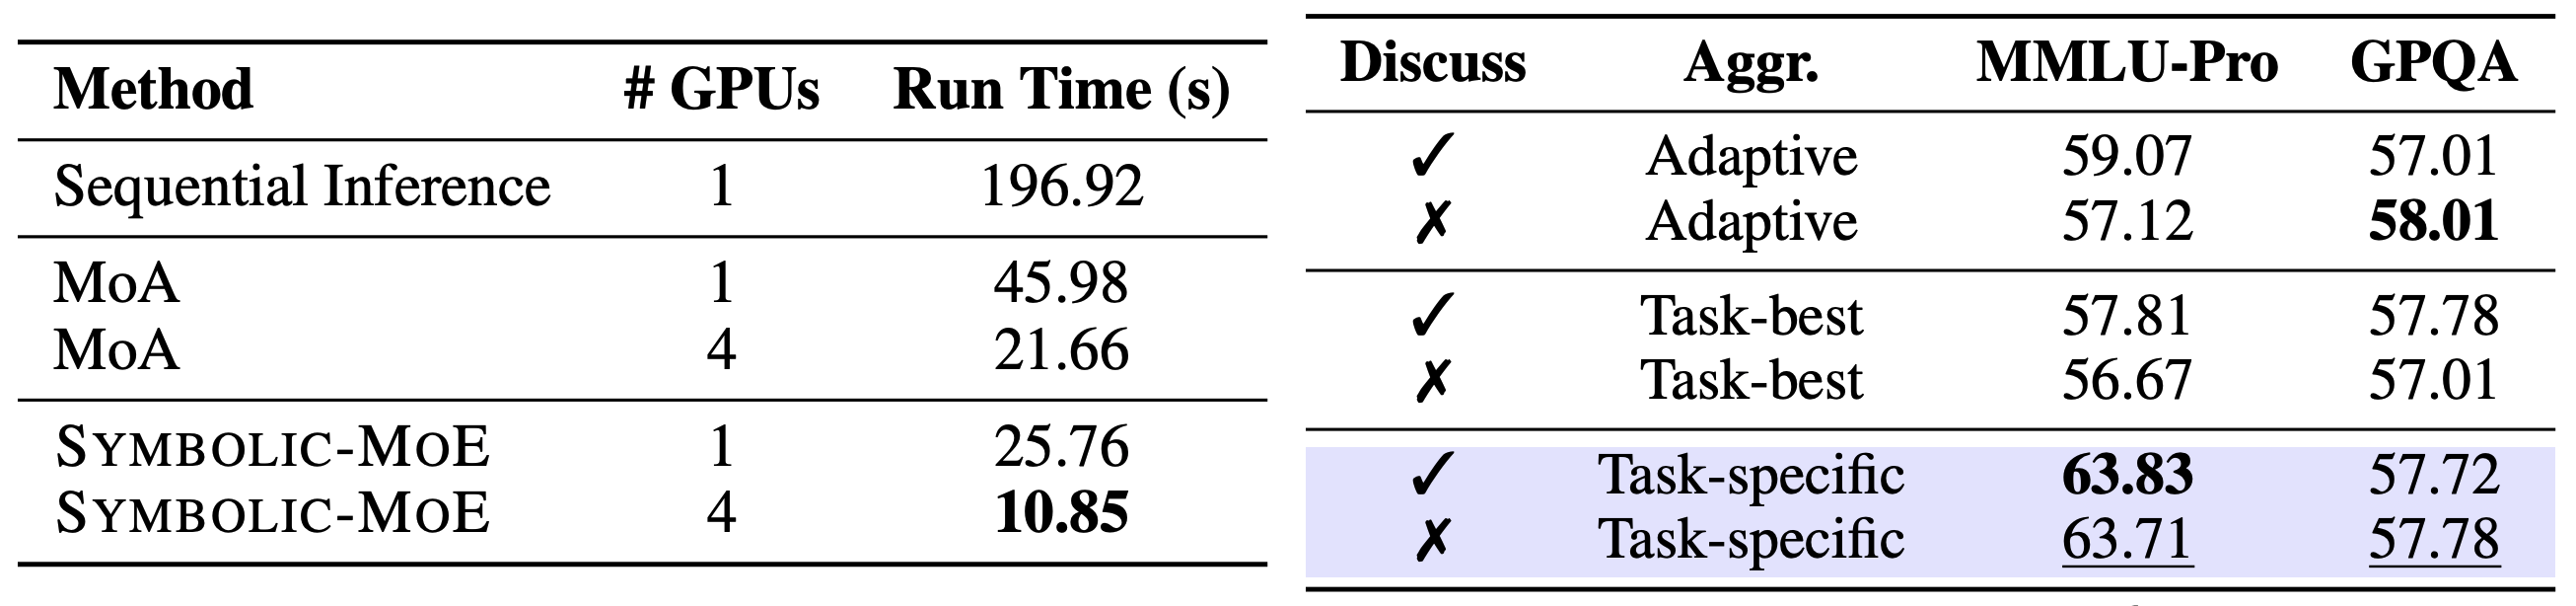 Method # GPUs Run Time (s)
Sequential Inference 1 196.92
MoA 1 45.98
MoA 4 21.66
SYMBOLIC-MOE 1 25.76
SYMBOLIC-MOE 4 10.85
Discuss Aggr. MMLU-Pro GPQA
✓ Adaptive 59.07 57.01
✗ Adaptive 57.12 58.01
✓ Task-best 57.81 57.78
✗ Task-best 56.67 57.01
✓ Task-specific 63.83 57.72
✗ Task-specific 63.71 57.78